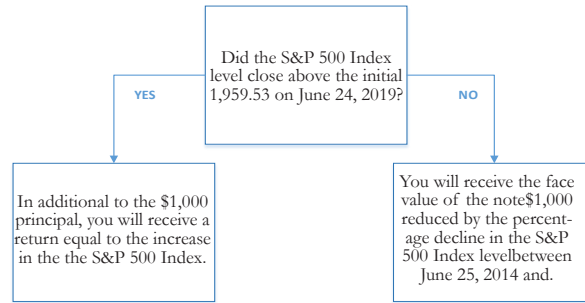 Did the S&P 500 Index
level close above the initial
1,959.53 on June 24, 2019?
YES
NO
In additional to the $1,000
principal, you will receive a
return equal to the increase
in the the S&P 500 Index.
You will receive the face
value of the note$1,000
reduced by the percent-
age decline in the S&P
500 Index levelbetween
June 25, 2014 and.